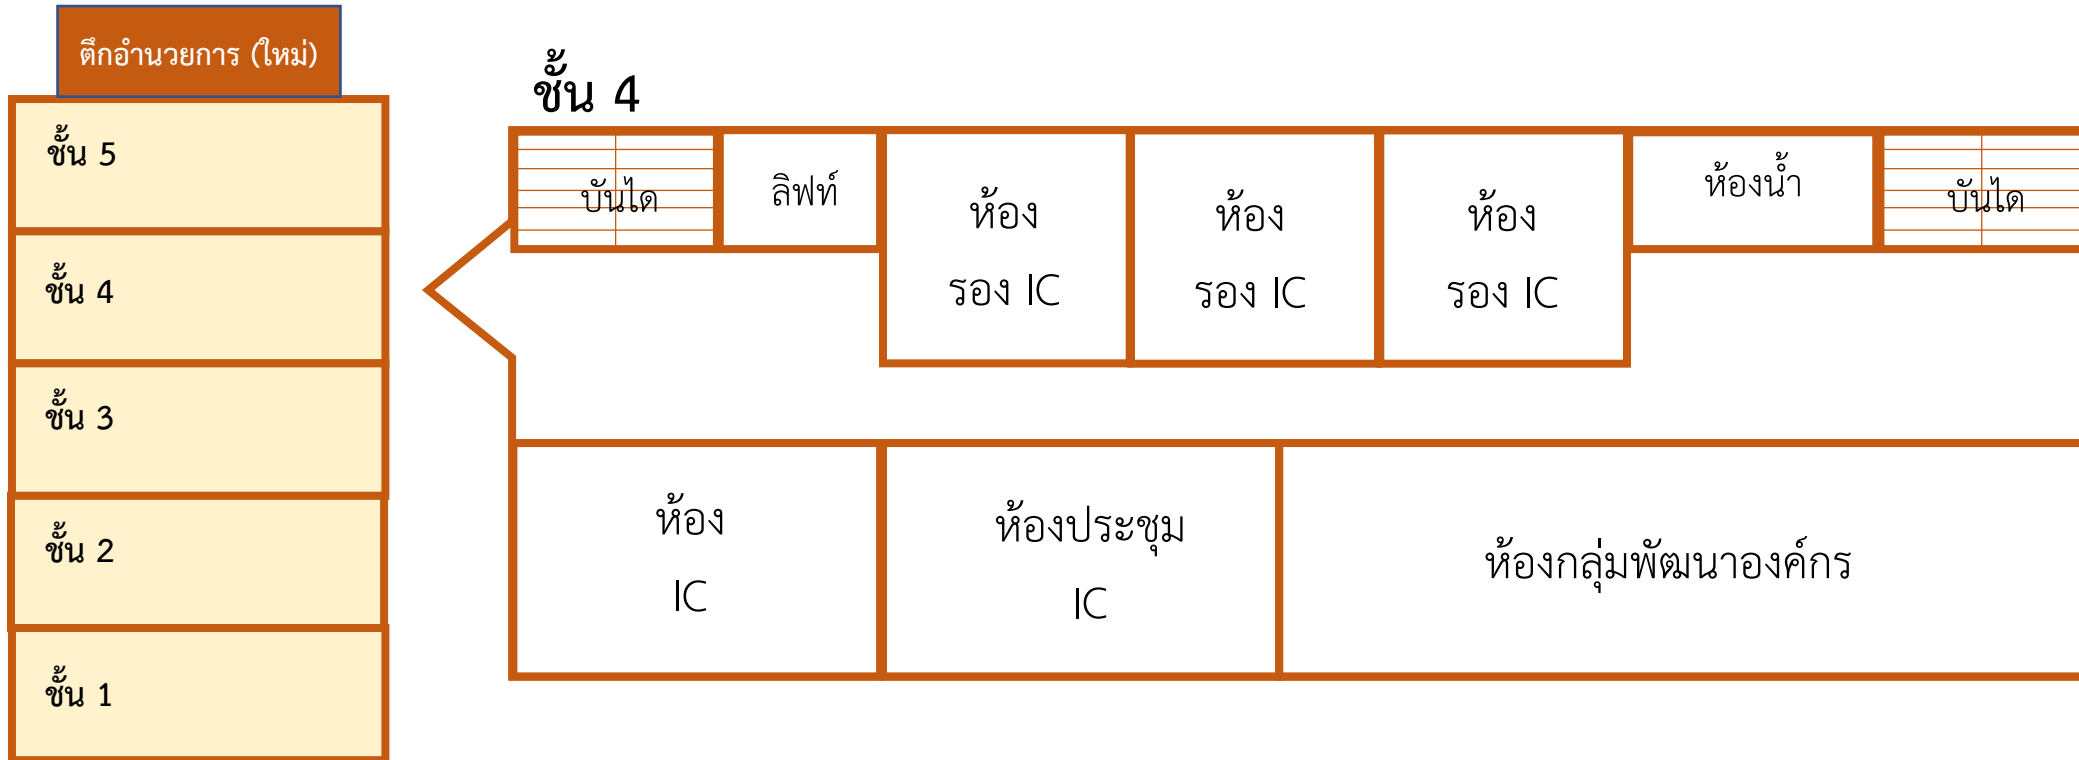 ตึกอำนวยการ (ใหม่)
ชั้น 5
ชั้น 4
ชั้น 3
ชั้น 2
ชั้น 1
ชั้น 4
บันได
ลิฟท์
ห้อง
รอง IC
ห้อง
รอง IC
ห้อง
รอง IC
ห้องน้ำ
บันได
ห้อง
IC
ห้องประชุม
IC
ห้องกลุ่มพัฒนาองค์กร